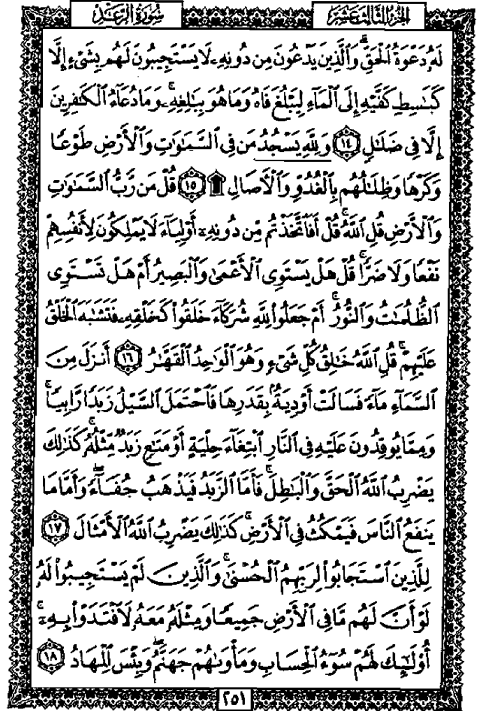 الجزء الثالث عشر سورة الرعد
لَهُۥ دَعْوَةُ ٱلْحَقِّ ۖ وَٱلَّذِينَ يَدْعُونَ مِن دُونِهِۦ لَا يَسْتَجِيبُونَ لَهُم بِشَىْءٍ إِلَّا
كَبَـٰسِطِ كَفَّيْهِ إِلَى ٱلْمَآءِ لِيَبْلُغَ فَاهُ وَمَا هُوَ بِبَـٰلِغِهِۦ ۚ وَمَا دُعَآءُ ٱلْكَـٰفِرِينَ
إِلَّا فِى ضَلَـٰلٍ ١٤ وَلِلَّهِ يَسْجُدُ مَن فِى ٱلسَّمَـٰوَٰتِ وَٱلْأَرْضِ طَوْعًا
وَكَرْهًا وَظِلَـٰلُهُم بِٱلْغُدُوِّ وَٱلْـَٔاصَالِ ۩ ١٥ قُلْ مَن رَّبُّ ٱلسَّمَـٰوَٰتِ
وَٱلْأَرْضِ قُلِ ٱللَّهُ ۚ قُلْ أَفَٱتَّخَذْتُم مِّن دُونِهِۦٓ أَوْلِيَآءَ لَا يَمْلِكُونَ لِأَنفُسِهِمْ
نَفْعًا وَلَا ضَرًّا ۚ قُلْ هَلْ يَسْتَوِى ٱلْأَعْمَىٰ وَٱلْبَصِيرُ أَمْ هَلْ تَسْتَوِى
ٱلظُّلُمَـٰتُ وَٱلنُّورُ ۗ أَمْ جَعَلُوا۟ لِلَّهِ شُرَكَآءَ خَلَقُوا۟ كَخَلْقِهِۦ فَتَشَـٰبَهَ ٱلْخَلْقُ
عَلَيْهِمْ ۚ قُلِ ٱللَّهُ خَـٰلِقُ كُلِّ شَىْءٍ وَهُوَ ٱلْوَٰحِدُ ٱلْقَهَّـٰرُ ١٦ أَنزَلَ مِنَ
ٱلسَّمَآءِ مَآءً فَسَالَتْ أَوْدِيَةٌۢ بِقَدَرِهَا فَٱحْتَمَلَ ٱلسَّيْلُ زَبَدًا رَّابِيًا ۚ
وَمِمَّا يُوقِدُونَ عَلَيْهِ فِى ٱلنَّارِ ٱبْتِغَآءَ حِلْيَةٍ أَوْ مَتَـٰعٍ زَبَدٌ مِّثْلُهُۥ ۚ كَذَٰلِكَ
يَضْرِبُ ٱللَّهُ ٱلْحَقَّ وَٱلْبَـٰطِلَ ۚ فَأَمَّا ٱلزَّبَدُ فَيَذْهَبُ جُفَآءً ۖ وَأَمَّا مَا
يَنفَعُ ٱلنَّاسَ فَيَمْكُثُ فِى ٱلْأَرْضِ ۚ كَذَٰلِكَ يَضْرِبُ ٱللَّهُ ٱلْأَمْثَالَ ١٧
لِلَّذِينَ ٱسْتَجَابُوا۟ لِرَبِّهِمُ ٱلْحُسْنَىٰ ۚ وَٱلَّذِينَ لَمْ يَسْتَجِيبُوا۟ لَهُۥ
لَوْ أَنَّ لَهُم مَّا فِى ٱلْأَرْضِ جَمِيعًا وَمِثْلَهُۥ مَعَهُۥ لَٱفْتَدَوْا۟ بِهِۦٓ ۚ
أُو۟لَـٰٓئِكَ لَهُمْ سُوٓءُ ٱلْحِسَابِ وَمَأْوَىٰهُمْ جَهَنَّمُ ۖ وَبِئْسَ ٱلْمِهَادُ ١٨
٢٥١